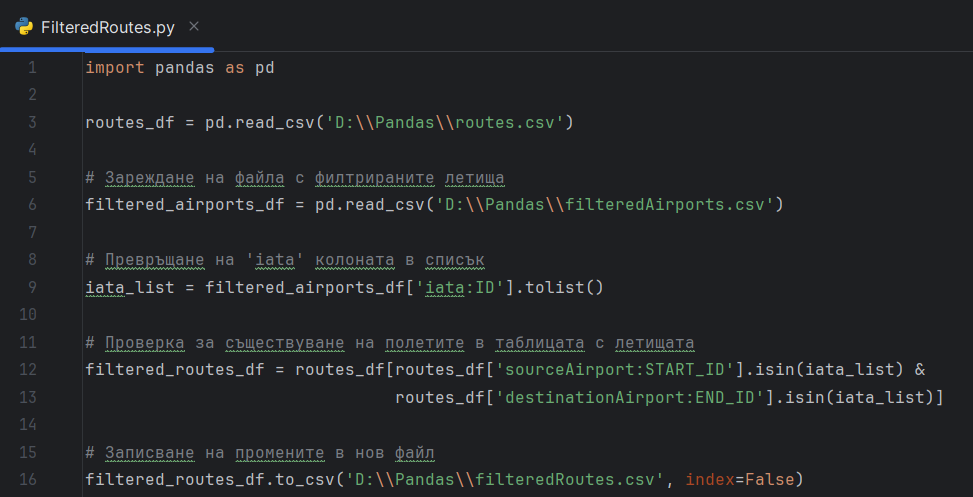 FilteredRoutes.py ×
1 import pandas as pd
2
3 routes_df = pd.read_csv('D:\\Pandas\\routes.csv')
4
5 # Зареждане на файла с филтрираните летища
6 filtered_airports_df = pd.read_csv('D:\\Pandas\\filteredAirports.csv')
7
8 # Превръщане на 'iata' колоната в списък
9 iata_list = filtered_airports_df['iata:ID'].tolist()
10
11 # Проверка за съществуване на полетите в таблицата с летищата
12 filtered_routes_df = routes_df[routes_df['sourceAirport:START_ID'].isin(iata_list) &
13 routes_df['destinationAirport:END_ID'].isin(iata_list)]
14
15 # Записване на промените в нов файл
16 filtered_routes_df.to_csv('D:\\Pandas\\filteredRoutes.csv', index=False)